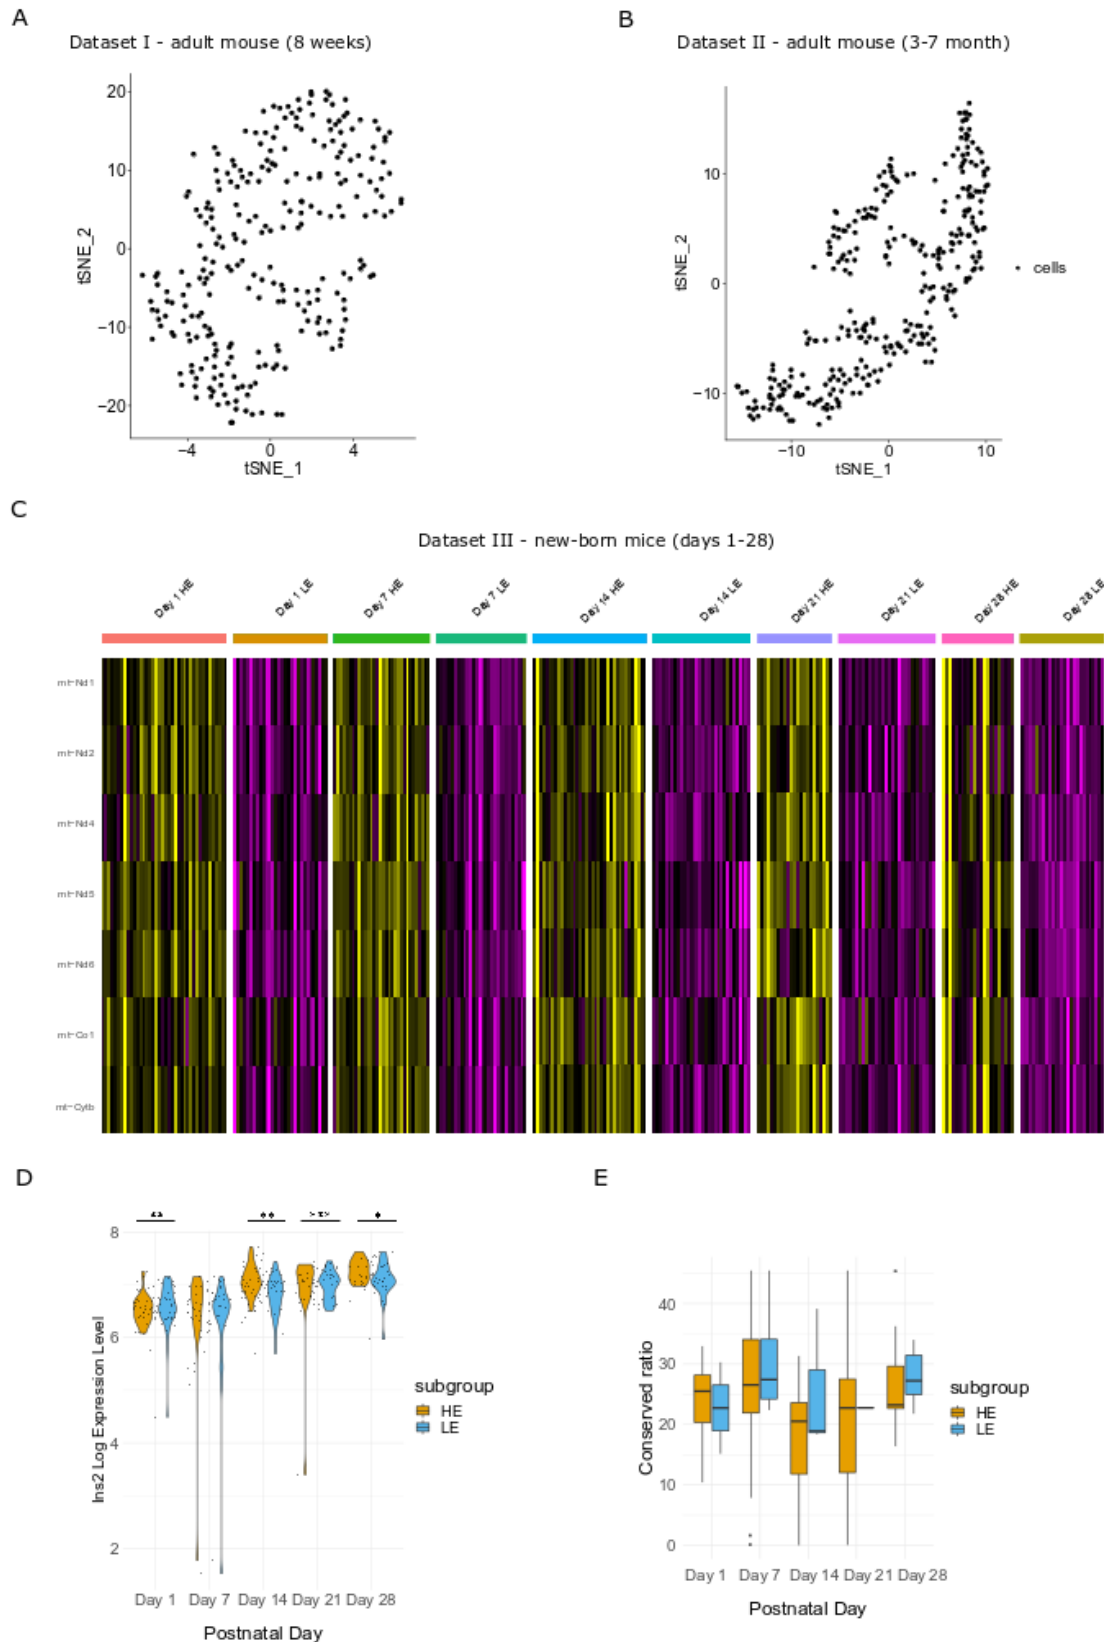 A
Dataset I - adult mouse (8 weeks)
20
10
0
−10
−20
tSNE_2
−4 0 4
tSNE_1
B
Dataset II - adult mouse (3-7 month)
10
0
−10
tSNE_2
−10 0 10
tSNE_1
cells
C
Dataset III - new-born mice (days 1-28)
Day 1 HE
Day 1 LE
Day 7 HE
Day 7 LE
Day 14 HE
Day 14 LE
Day 21 HE
Day 21 LE
Day 28 HE
Day 28 LE
mt-Nd1
mt-Nd2
mt-Nd4
mt-Nd5
mt-Nd6
mt-Co1
mt-Cytb
D
** ** *** *
8
6
4
2
Ins2 Log Expression Level
Day 1 Day 7 Day 14 Day 21 Day 28
Postnatal Day
subgroup
HE
LE
E
40
30
20
10
0
Conserved ratio
Day 1 Day 7 Day 14 Day 21 Day 28
Postnatal Day
subgroup
HE
LE